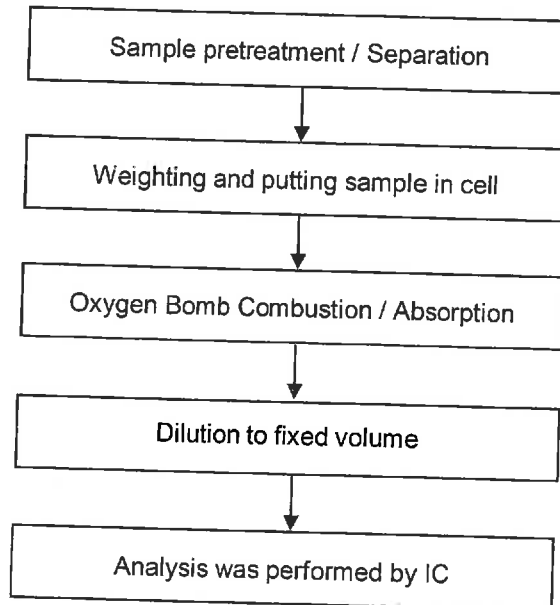 Sample pretreatment / Separation
Weighting and putting sample in cell
Oxygen Bomb Combustion / Absorption
Dilution to fixed volume
Analysis was performed by IC